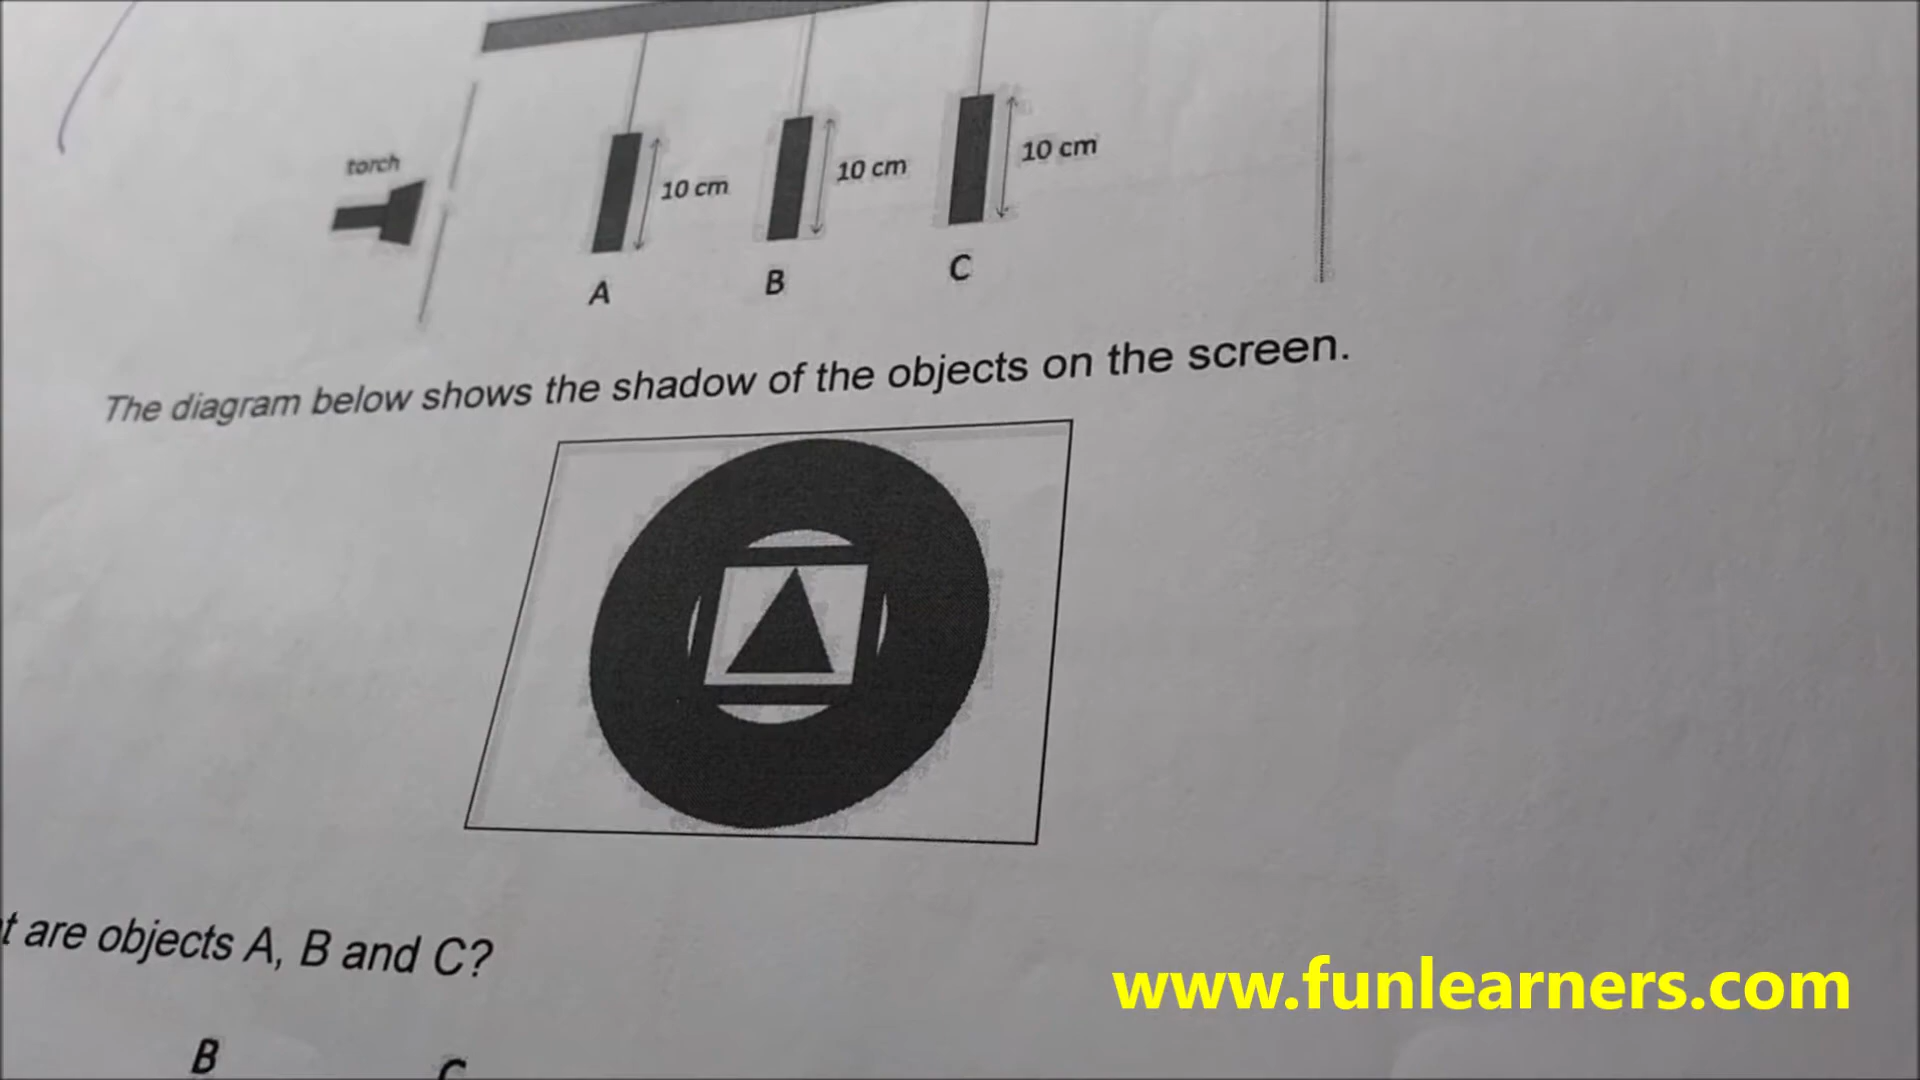 torch
10 cm
10 cm
10 cm
A
B
C
The diagram below shows the shadow of the objects on the screen.
are objects A, B and C?
www.funlearners.com
B
C